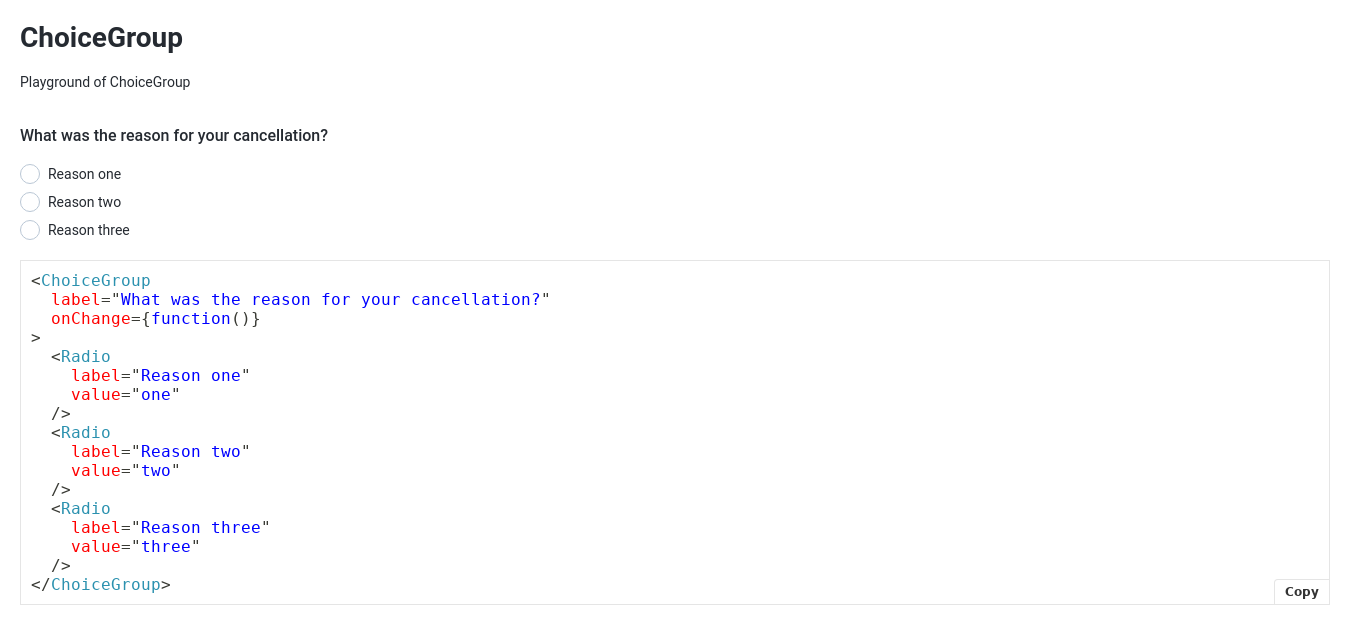 ChoiceGroup
Playground of ChoiceGroup
What was the reason for your cancellation?
Reason one
Reason two
Reason three
<ChoiceGroup
  label="What was the reason for your cancellation?"
  onChange={function()}
>
  <Radio
    label="Reason one"
    value="one"
  />
  <Radio
    label="Reason two"
    value="two"
  />
  <Radio
    label="Reason three"
    value="three"
  />
</ChoiceGroup>
Copy